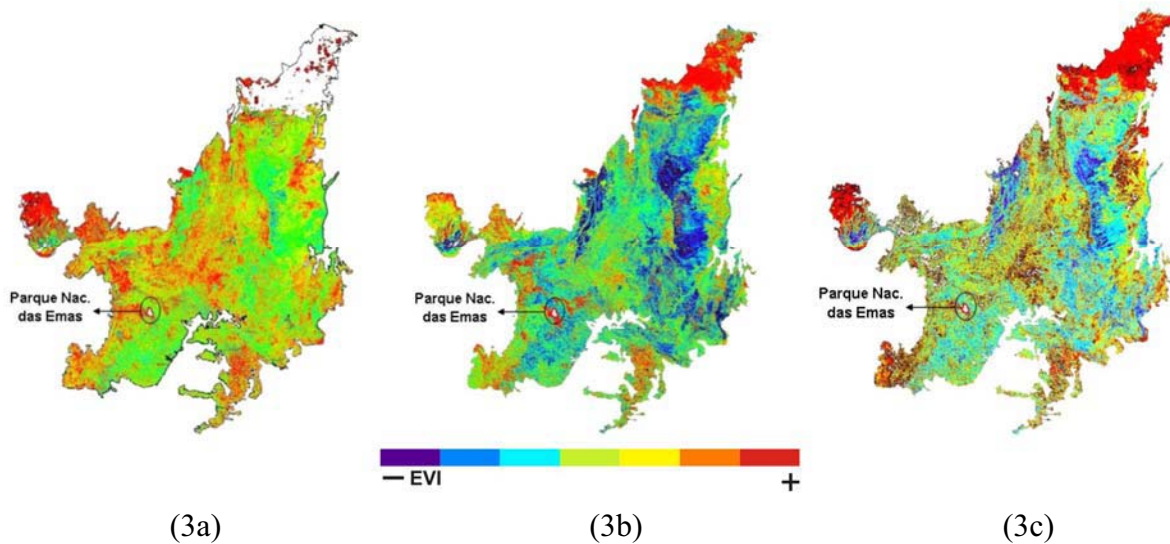 Parque Nac.
das Emas
Parque Nac.
das Emas
Parque Nac.
das Emas
— EVI +
(3a) (3b) (3c)